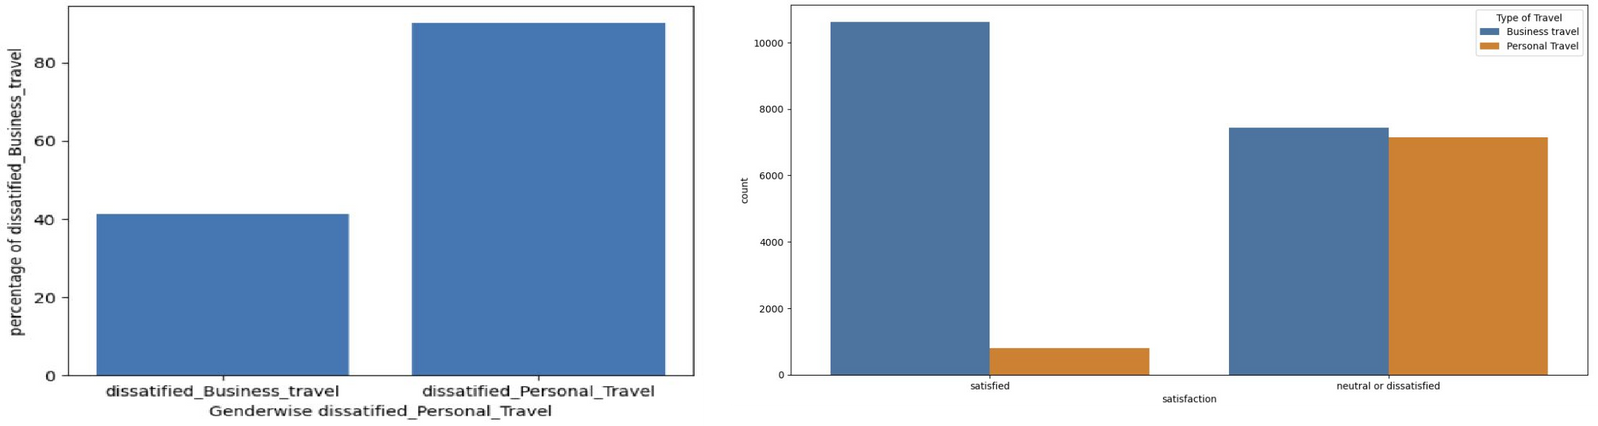 percentage of dissatified_Business_travel
80
60
40
20
0
dissatified_Business_travel dissatified_Personal_Travel
Genderwise dissatified_Personal_Travel
count
10000
8000
6000
4000
2000
0
Type of Travel
Business travel
Personal Travel
satisfied neutral or dissatisfied
satisfaction